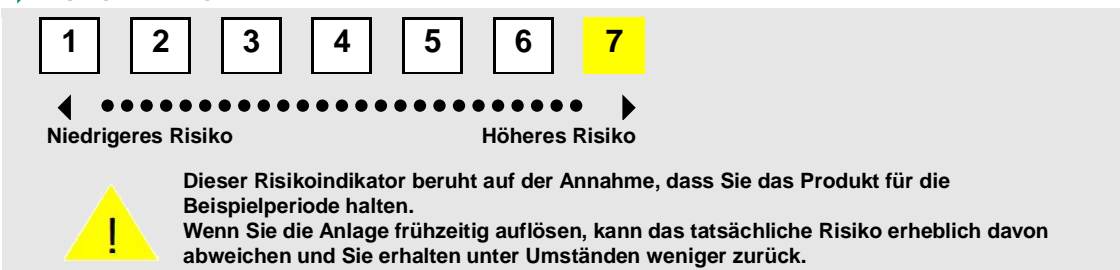 1 2 3 4 5 6 7
Niedrigeres Risiko Höheres Risiko
Dieser Risikoindikator beruht auf der Annahme, dass Sie das Produkt für die
Beispielperiode halten.
!
Wenn Sie die Anlage frühzeitig auflösen, kann das tatsächliche Risiko erheblich davon
abweichen und Sie erhalten unter Umständen weniger zurück.